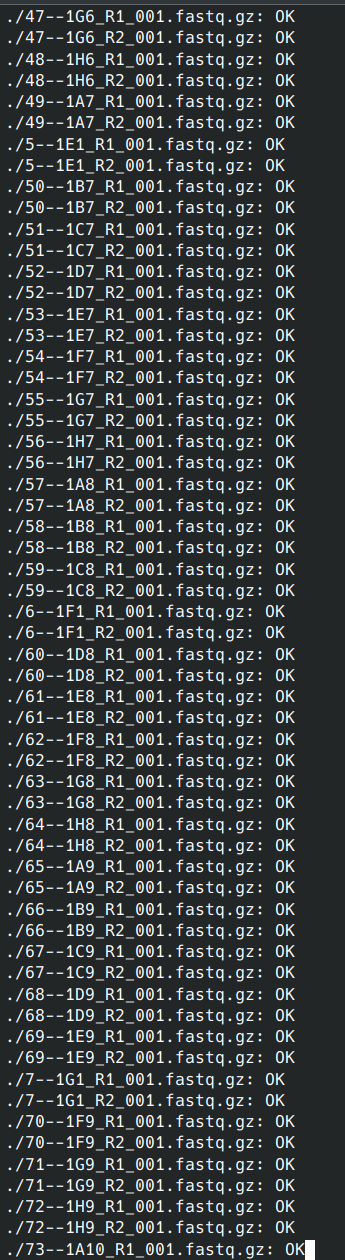 ./47--1G6_R1_001.fastq.gz: OK
./47--1G6_R2_001.fastq.gz: OK
./48--1H6_R1_001.fastq.gz: OK
./48--1H6_R2_001.fastq.gz: OK
./49--1A7_R1_001.fastq.gz: OK
./49--1A7_R2_001.fastq.gz: OK
./5--1E1_R1_001.fastq.gz: OK
./5--1E1_R2_001.fastq.gz: OK
./50--1B7_R1_001.fastq.gz: OK
./50--1B7_R2_001.fastq.gz: OK
./51--1C7_R1_001.fastq.gz: OK
./51--1C7_R2_001.fastq.gz: OK
./52--1D7_R1_001.fastq.gz: OK
./52--1D7_R2_001.fastq.gz: OK
./53--1E7_R1_001.fastq.gz: OK
./53--1E7_R2_001.fastq.gz: OK
./54--1F7_R1_001.fastq.gz: OK
./54--1F7_R2_001.fastq.gz: OK
./55--1G7_R1_001.fastq.gz: OK
./55--1G7_R2_001.fastq.gz: OK
./56--1H7_R1_001.fastq.gz: OK
./56--1H7_R2_001.fastq.gz: OK
./57--1A8_R1_001.fastq.gz: OK
./57--1A8_R2_001.fastq.gz: OK
./58--1B8_R1_001.fastq.gz: OK
./58--1B8_R2_001.fastq.gz: OK
./59--1C8_R1_001.fastq.gz: OK
./59--1C8_R2_001.fastq.gz: OK
./6--1F1_R1_001.fastq.gz: OK
./6--1F1_R2_001.fastq.gz: OK
./60--1D8_R1_001.fastq.gz: OK
./60--1D8_R2_001.fastq.gz: OK
./61--1E8_R1_001.fastq.gz: OK
./61--1E8_R2_001.fastq.gz: OK
./62--1F8_R1_001.fastq.gz: OK
./62--1F8_R2_001.fastq.gz: OK
./63--1G8_R1_001.fastq.gz: OK
./63--1G8_R2_001.fastq.gz: OK
./64--1H8_R1_001.fastq.gz: OK
./64--1H8_R2_001.fastq.gz: OK
./65--1A9_R1_001.fastq.gz: OK
./65--1A9_R2_001.fastq.gz: OK
./66--1B9_R1_001.fastq.gz: OK
./66--1B9_R2_001.fastq.gz: OK
./67--1C9_R1_001.fastq.gz: OK
./67--1C9_R2_001.fastq.gz: OK
./68--1D9_R1_001.fastq.gz: OK
./68--1D9_R2_001.fastq.gz: OK
./69--1E9_R1_001.fastq.gz: OK
./69--1E9_R2_001.fastq.gz: OK
./7--1G1_R1_001.fastq.gz: OK
./7--1G1_R2_001.fastq.gz: OK
./70--1F9_R1_001.fastq.gz: OK
./70--1F9_R2_001.fastq.gz: OK
./71--1G9_R1_001.fastq.gz: OK
./71--1G9_R2_001.fastq.gz: OK
./72--1H9_R1_001.fastq.gz: OK
./72--1H9_R2_001.fastq.gz: OK
./73--1A10_R1_001.fastq.gz: OK